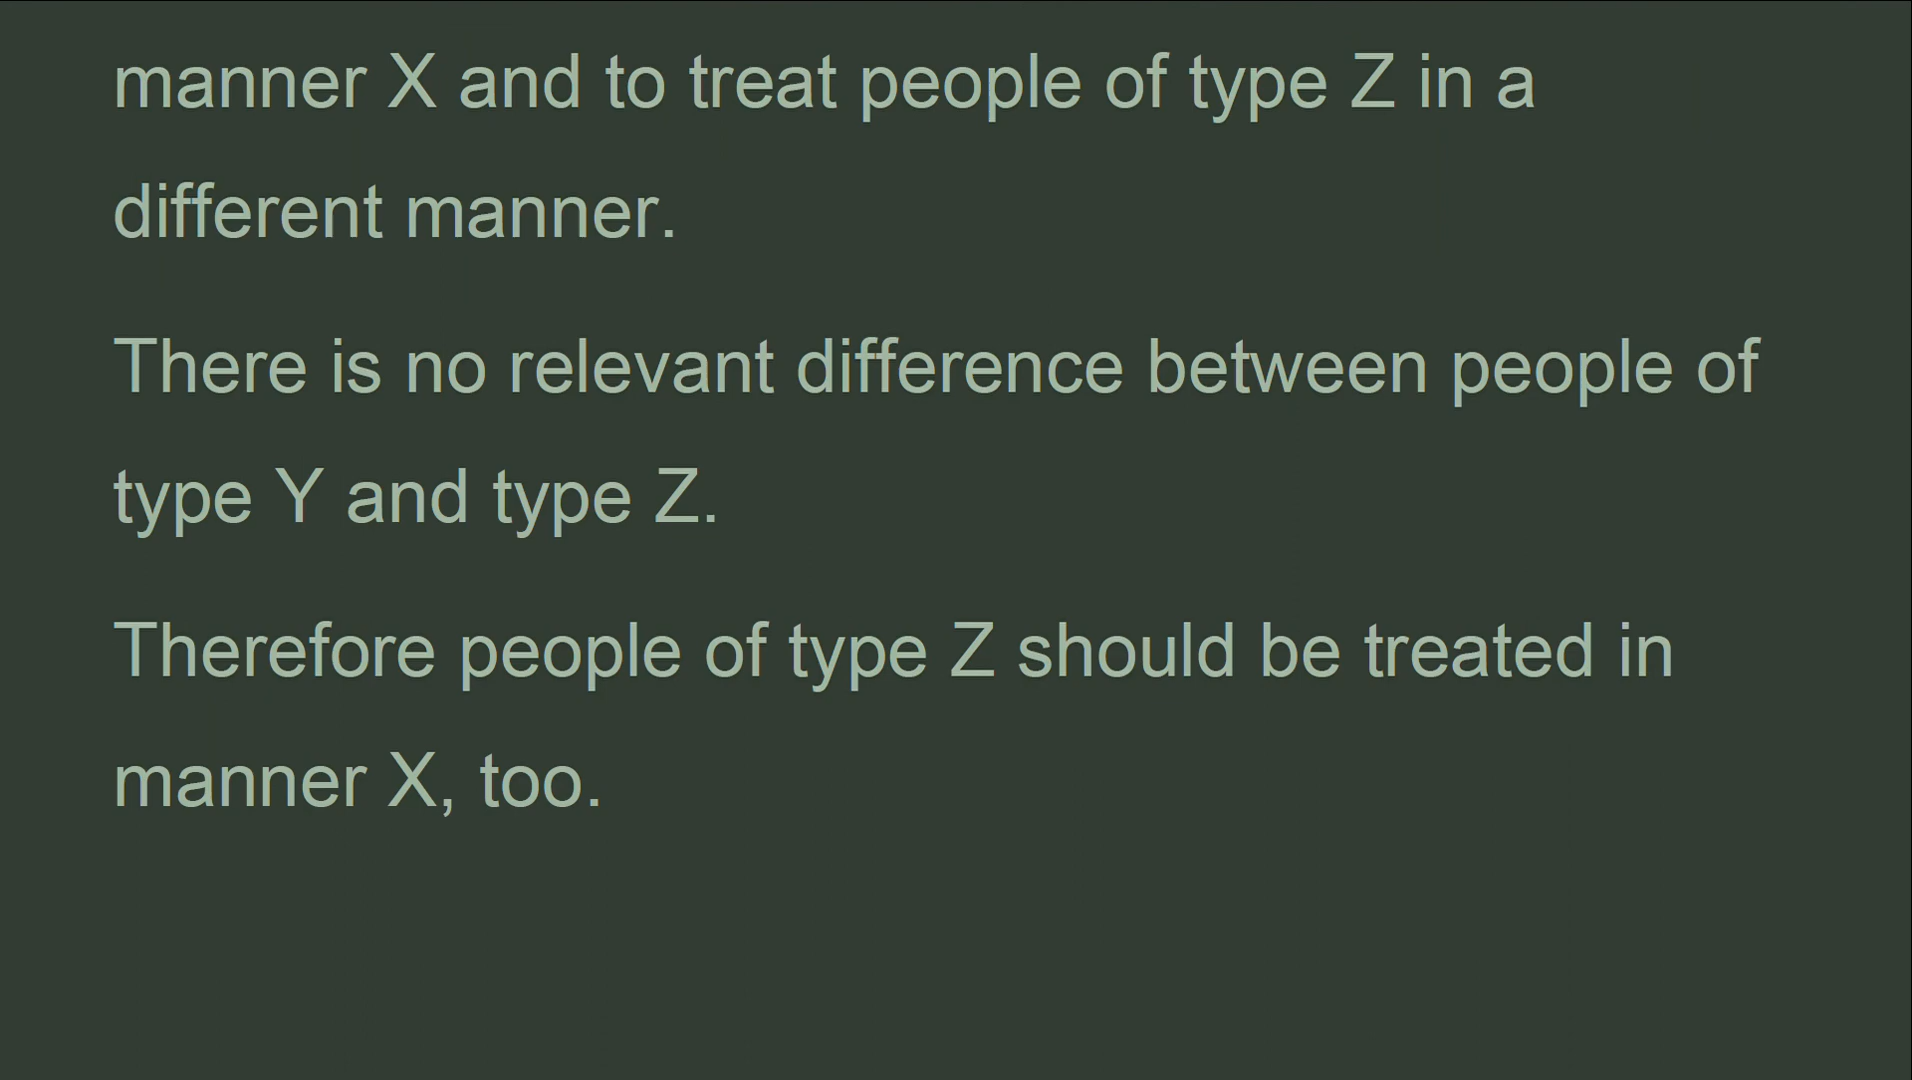 manner X and to treat people of type Z in a
different manner.
There is no relevant difference between people of
type Y and type Z.
Therefore people of type Z should be treated in
manner X, too.